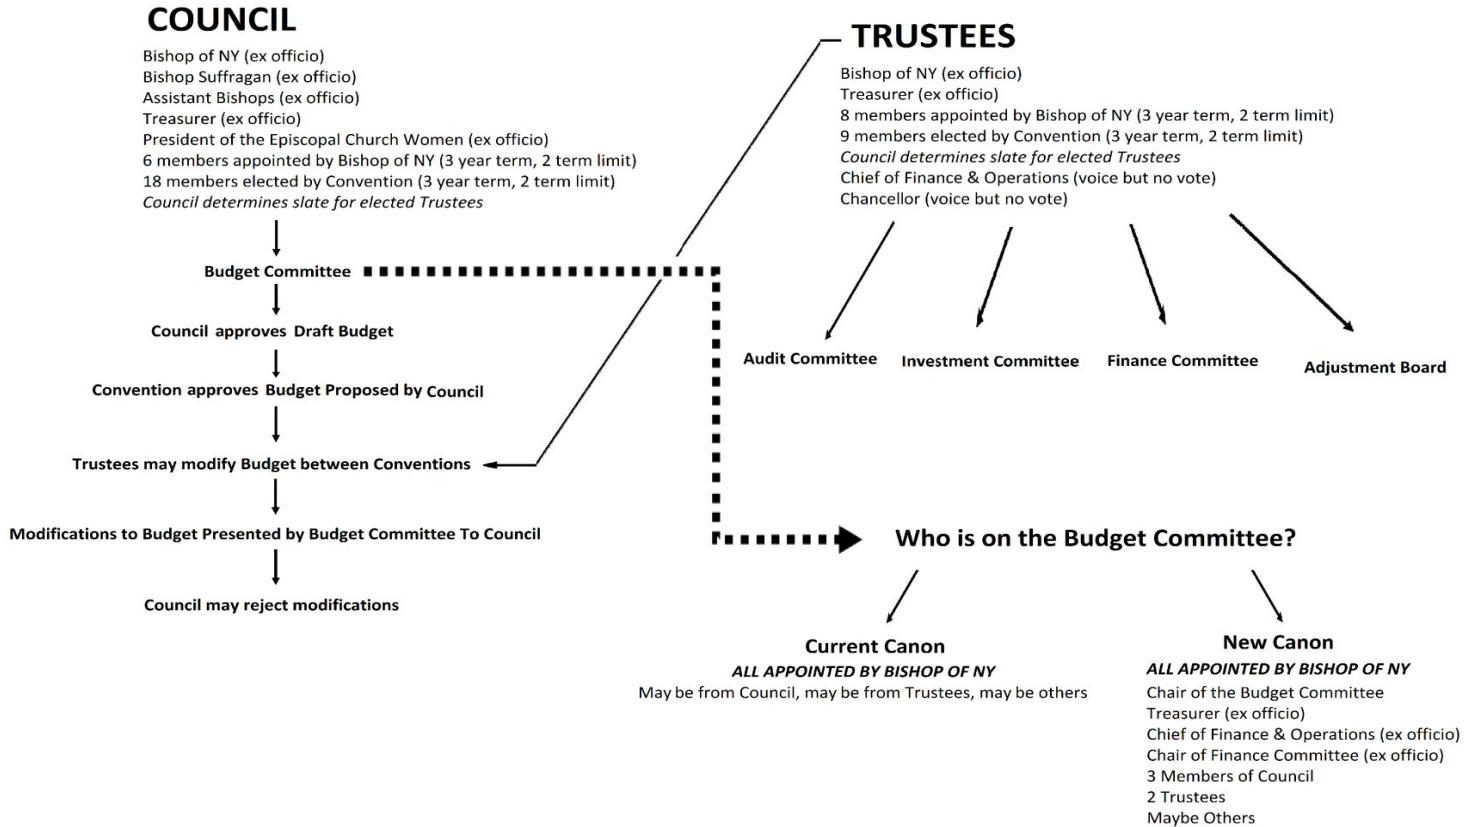 COUNCIL
Bishop of NY (ex officio)
Bishop Suffragan (ex officio)
Assistant Bishops (ex officio)
Treasurer (ex officio)
President of the Episcopal Church Women (ex officio)
6 members appointed by Bishop of NY (3 year term, 2 term limit)
18 members elected by Convention (3 year term, 2 term limit)
Council determines slate for elected Trustees
Budget Committee
Council approves Draft Budget
Convention approves Budget Proposed by Council
Trustees may modify Budget between Conventions
Modifications to Budget Presented by Budget Committee To Council
Council may reject modifications
TRUSTEES
Bishop of NY (ex officio)
Treasurer (ex officio)
8 members appointed by Bishop of NY (3 year term, 2 term limit)
9 members elected by Convention (3 year term, 2 term limit)
Council determines slate for elected Trustees
Chief of Finance & Operations (voice but no vote)
Chancellor (voice but no vote)
Audit Committee
Investment Committee
Finance Committee
Adjustment Board
Who is on the Budget Committee?
Current Canon
ALL APPOINTED BY BISHOP OF NY
May be from Council, may be from Trustees, may be others
New Canon
ALL APPOINTED BY BISHOP OF NY
Chair of the Budget Committee
Treasurer (ex officio)
Chief of Finance & Operations (ex officio)
Chair of Finance Committee (ex officio)
3 Members of Council
2 Trustees
Maybe Others